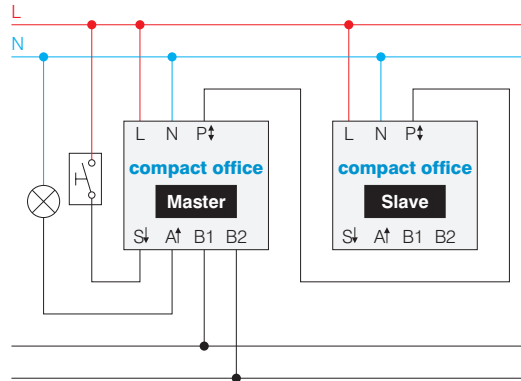 L
N
L N P↕ L N P↕
compact office compact office
Master Slave
S↓ A↑ B1 B2 S↓ A↑ B1 B2